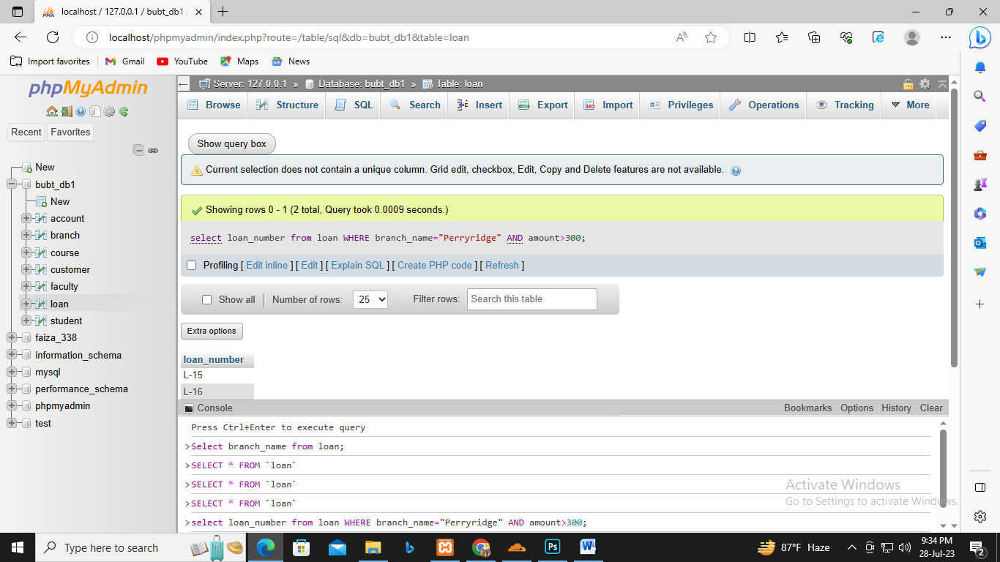 localhost / 127.0.0.1 / bubt_db1
localhost/phpmyadmin/index.php?route=/table/sql&db=bubt_db1&table=loan
Import favorites
Gmail
YouTube
Maps
News
phpMyAdmin
Recent
Favorites
New
bubt_db1
New
account
branch
course
customer
faculty
loan
student
faiza_338
information_schema
mysql
performance_schema
phpmyadmin
test
Server: 127.0.0.1 » Database: bubt_db1 » Table: loan
Browse
Structure
SQL
Search
Insert
Export
Import
Privileges
Operations
Tracking
More
Show query box
Current selection does not contain a unique column. Grid edit, checkbox, Edit, Copy and Delete features are not available.
Showing rows 0 - 1 (2 total, Query took 0.0009 seconds.)
select loan_number from loan WHERE branch_name="Perryridge" AND amount>300;
Profiling [ Edit inline ] [ Edit ] [ Explain SQL ] [ Create PHP code ] [ Refresh ]
Show all
Number of rows:
25
Filter rows:
Search this table
Extra options
loan_number
L-15
L-16
Console
Bookmarks
Options
History
Clear
Press Ctrl+Enter to execute query
>Select branch_name from loan;
>SELECT * FROM `loan`
>SELECT * FROM `loan`
>SELECT * FROM `loan`
>select loan_number from loan WHERE branch_name="Perryridge" AND amount>300;
Activate Windows
Go to Settings to activate Windows.
Type here to search
Ps
87°F Haze
9:34 PM
28-Jul-23
2